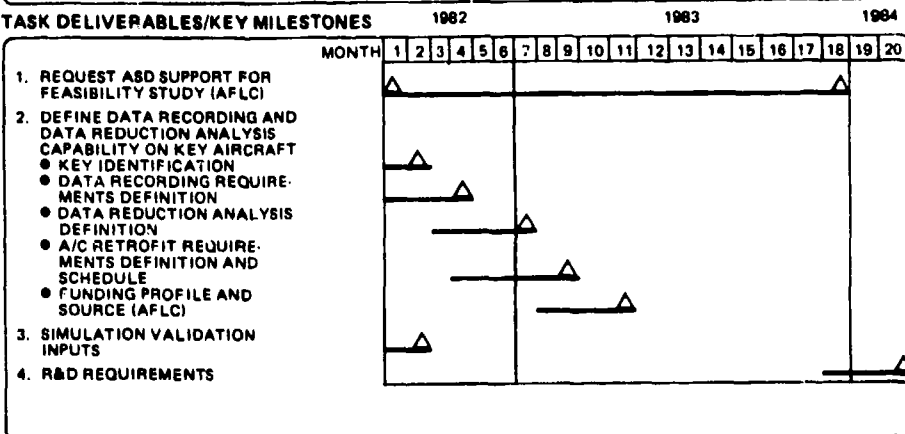 TASK DELIVERABLES/KEY MILESTONES 1982 1983 1984
MONTH 1 2 3 4 5 6 7 8 9 10 11 12 13 14 15 16 17 18 19 20
1. REQUEST ASD SUPPORT FOR
FEASIBILITY STUDY (AFLC)
2. DEFINE DATA RECORDING AND
DATA REDUCTION ANALYSIS
CAPABILITY ON KEY AIRCRAFT
● KEY IDENTIFICATION
● DATA RECORDING REQUIRE-
MENTS DEFINITION
● DATA REDUCTION ANALYSIS
DEFINITION
● A/C RETROFIT REQUIRE-
MENTS DEFINITION AND
SCHEDULE
● FUNDING PROFILE AND
SOURCE (AFLC)
3. SIMULATION VALIDATION
INPUTS
4. R&D REQUIREMENTS